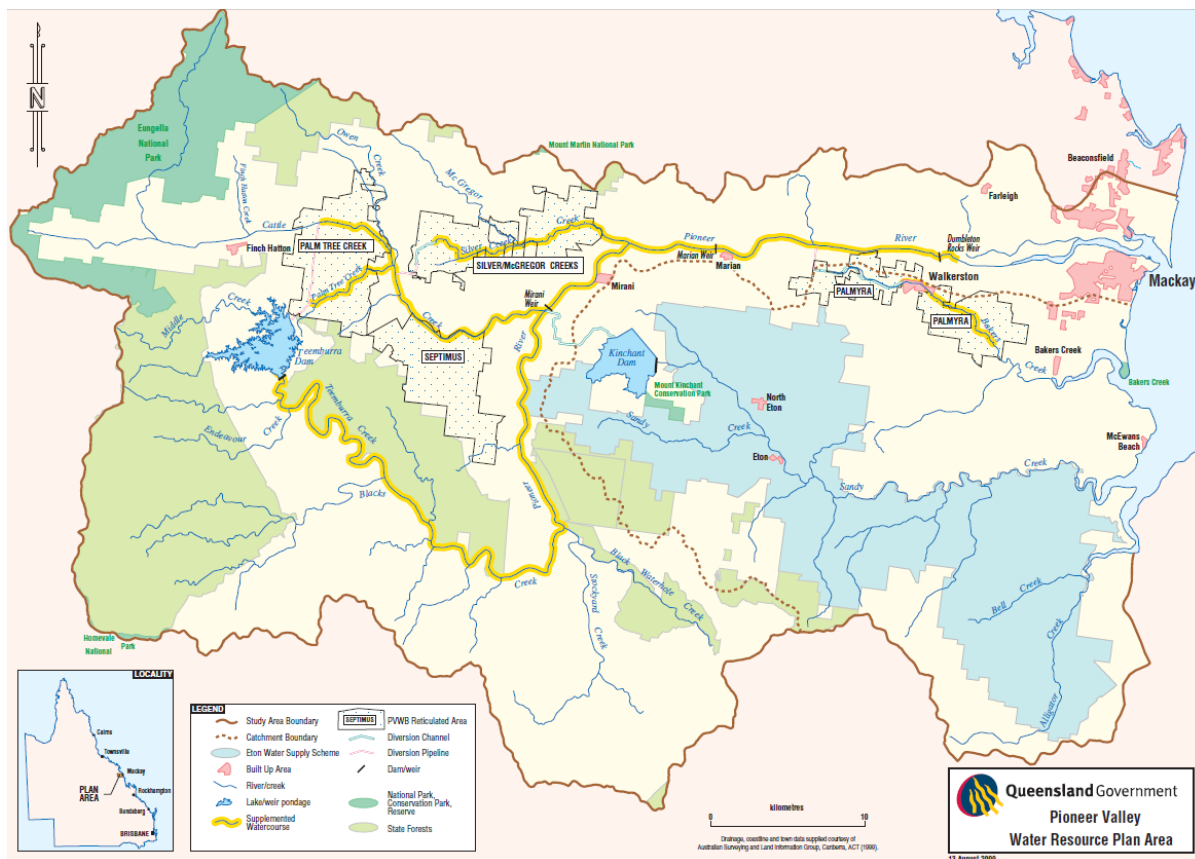 N
Eungella
National
Park
Finch Hatton Creek
Owen
Creek
Mc Gregor
Mount Martin National Park
Beaconsfield
Farleigh
Cattle
Finch Hatton
PALM TREE CREEK
Palm Tree Creek
Silver Creek
Creek
SILVER/McGREGOR CREEKS
Pioneer
River
Marian Weir
Marian
Dumbleton
Rocks Weir
Walkerston
Mackay
PALMYRA
PALMYRA
Bakers
Creek
Bakers Creek
Bakers Creek
Mirani
Mirani
Weir
Middle
Creek
Teemburra
Dam
Creek
SEPTIMUS
River
Kinchant
Dam
Mount Kinchant
Conservation Park
North
Eton
Sandy
Creek
Eton
McEwans
Beach
Creek
Sandy
Teemburra
Creek
Endeavour
Creek
Blacks
Pioneer
Creek
Black
Waterhole
Creek
Stockyard
Creek
Bell
Creek
Creek
Alligator
Homevale
National
Park
LOCALITY
Cairns
Townsville
Mackay
PLAN
AREA
Rockhampton
Bundaberg
BRISBANE
LEGEND
Study Area Boundary
Catchment Boundary
Eton Water Supply Scheme
Built Up Area
River/creek
Lake/weir pondage
Supplemented
Watercourse
SEPTIMUS
PVWB Reticulated Area
Diversion Channel
Diversion Pipeline
Dam/weir
National Park,
Conservation Park,
Reserve
State Forests
kilometres
0 10
Drainage, coastline and town data supplied courtesy of
Australian Surveying and Land Information Group, Canberra, ACT (1999).
Queensland Government
Pioneer Valley
Water Resource Plan Area